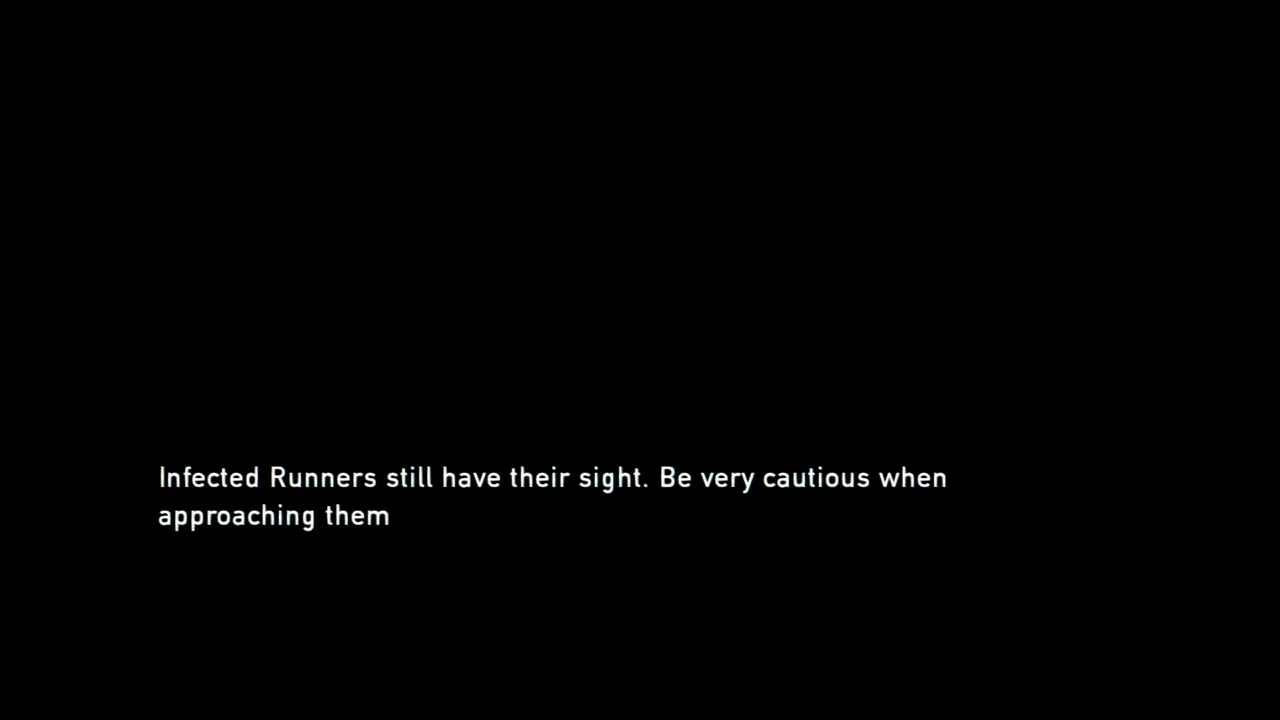 Infected Runners still have their sight. Be very cautious when
approaching them